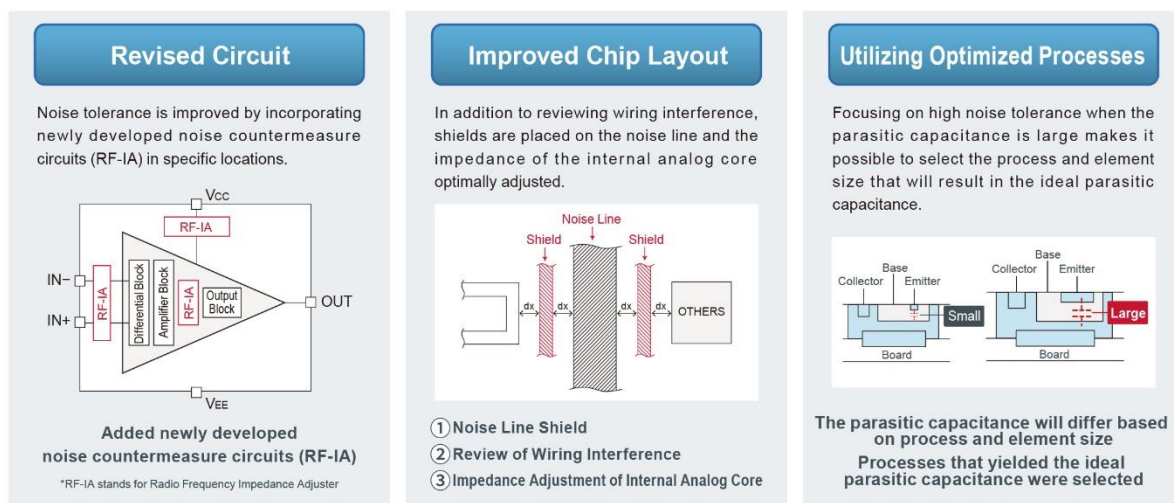 Revised Circuit
Noise tolerance is improved by incorporating
newly developed noise countermeasure
circuits (RF-IA) in specific locations.
VCC
RF-IA
IN−
IN+
RF-IA
Differential Block
Amplifier Block
RF-IA
Output
Block
OUT
VEE
Added newly developed
noise countermeasure circuits (RF-IA)
*RF-IA stands for Radio Frequency Impedance Adjuster
Improved Chip Layout
In addition to reviewing wiring interference,
shields are placed on the noise line and the
impedance of the internal analog core
optimally adjusted.
Noise Line
Shield Shield
dx dx dx dx
OTHERS
① Noise Line Shield
② Review of Wiring Interference
③ Impedance Adjustment of Internal Analog Core
Utilizing Optimized Processes
Focusing on high noise tolerance when the
parasitic capacitance is large makes it
possible to select the process and element
size that will result in the ideal parasitic
capacitance.
Base
Collector Emitter
Small
Board
Base
Collector Emitter
Large
Board
The parasitic capacitance will differ based
on process and element size
Processes that yielded the ideal
parasitic capacitance were selected